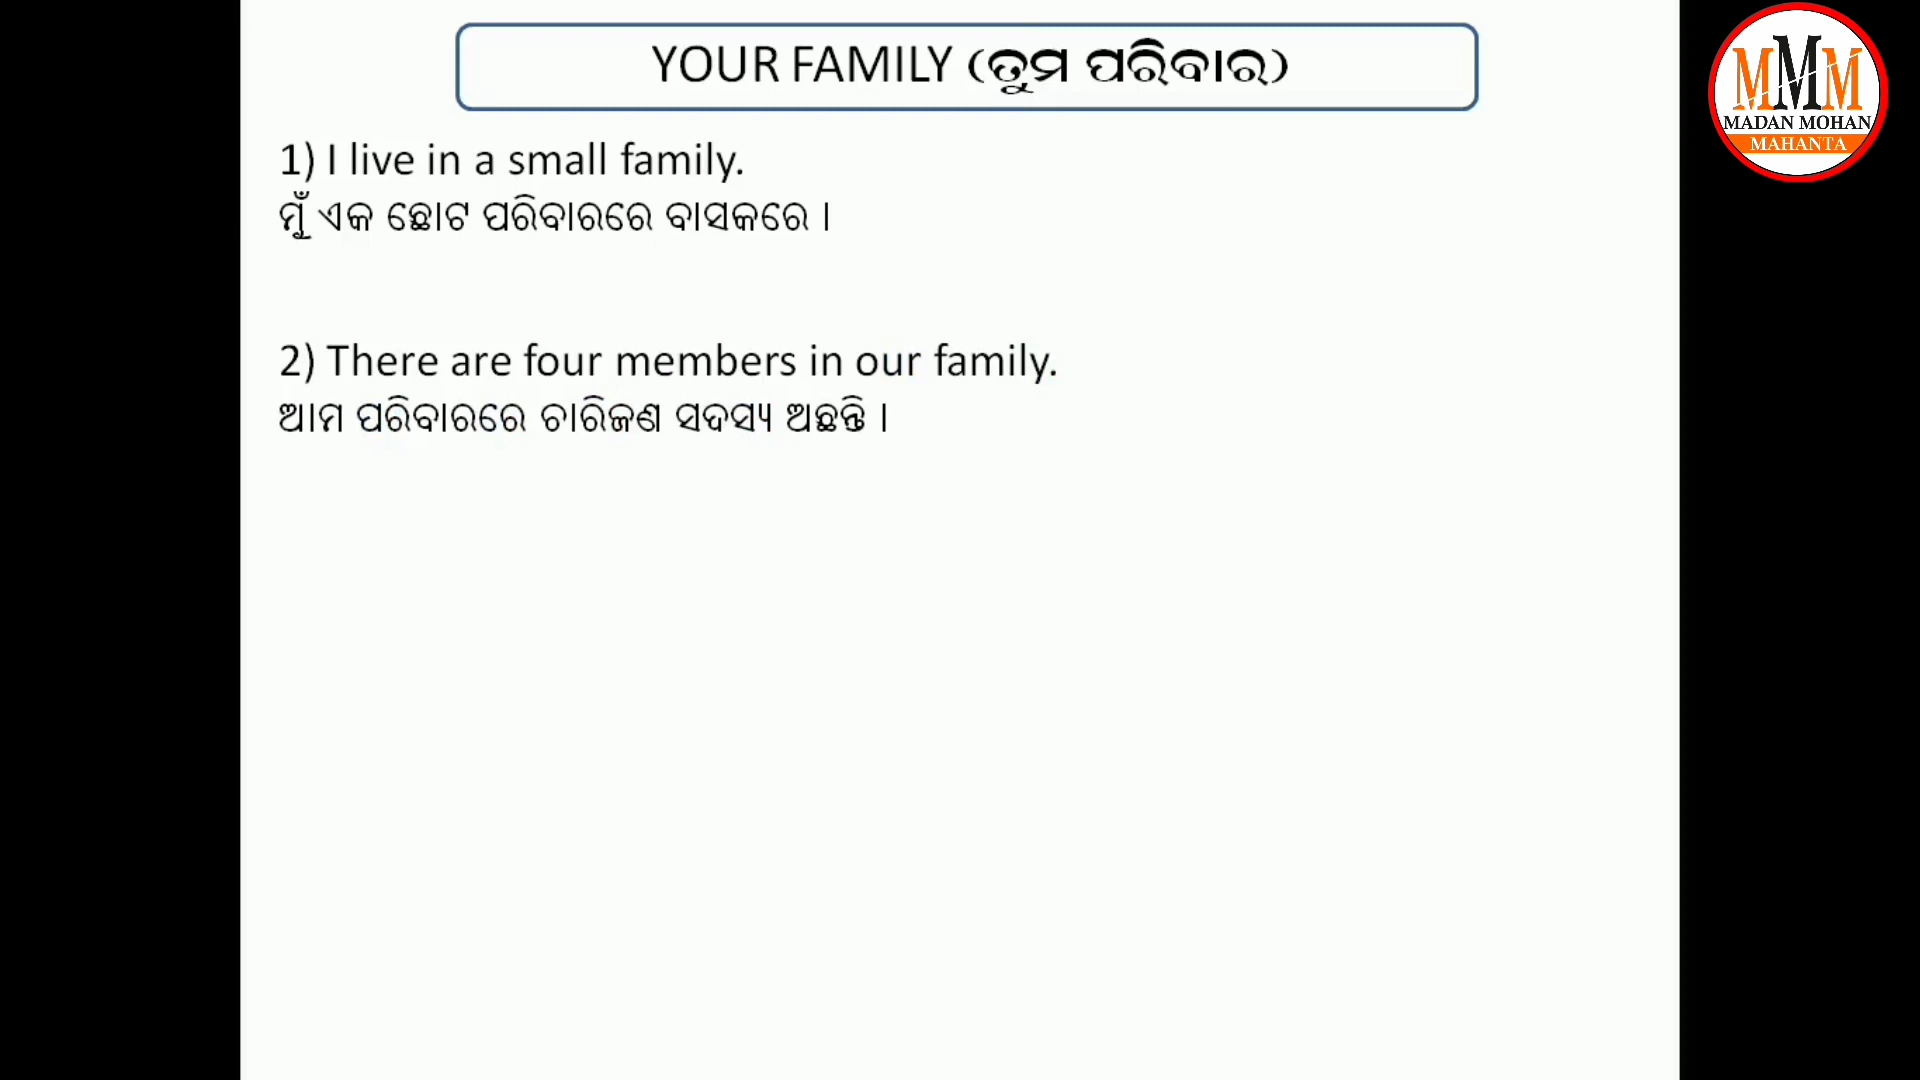 YOUR FAMILY (ତୁମ ପରିବାର)
1) I live in a small family.
ମୁଁ ଏକ ଛୋଟ ପରିବାରରେ ବାସକରେ ।
2) There are four members in our family.
ଆମ ପରିବାରରେ ଚାରିଜଣ ସଦସ୍ୟ ଅଛନ୍ତି ।
MMM
MADAN MOHAN
MAHANTA